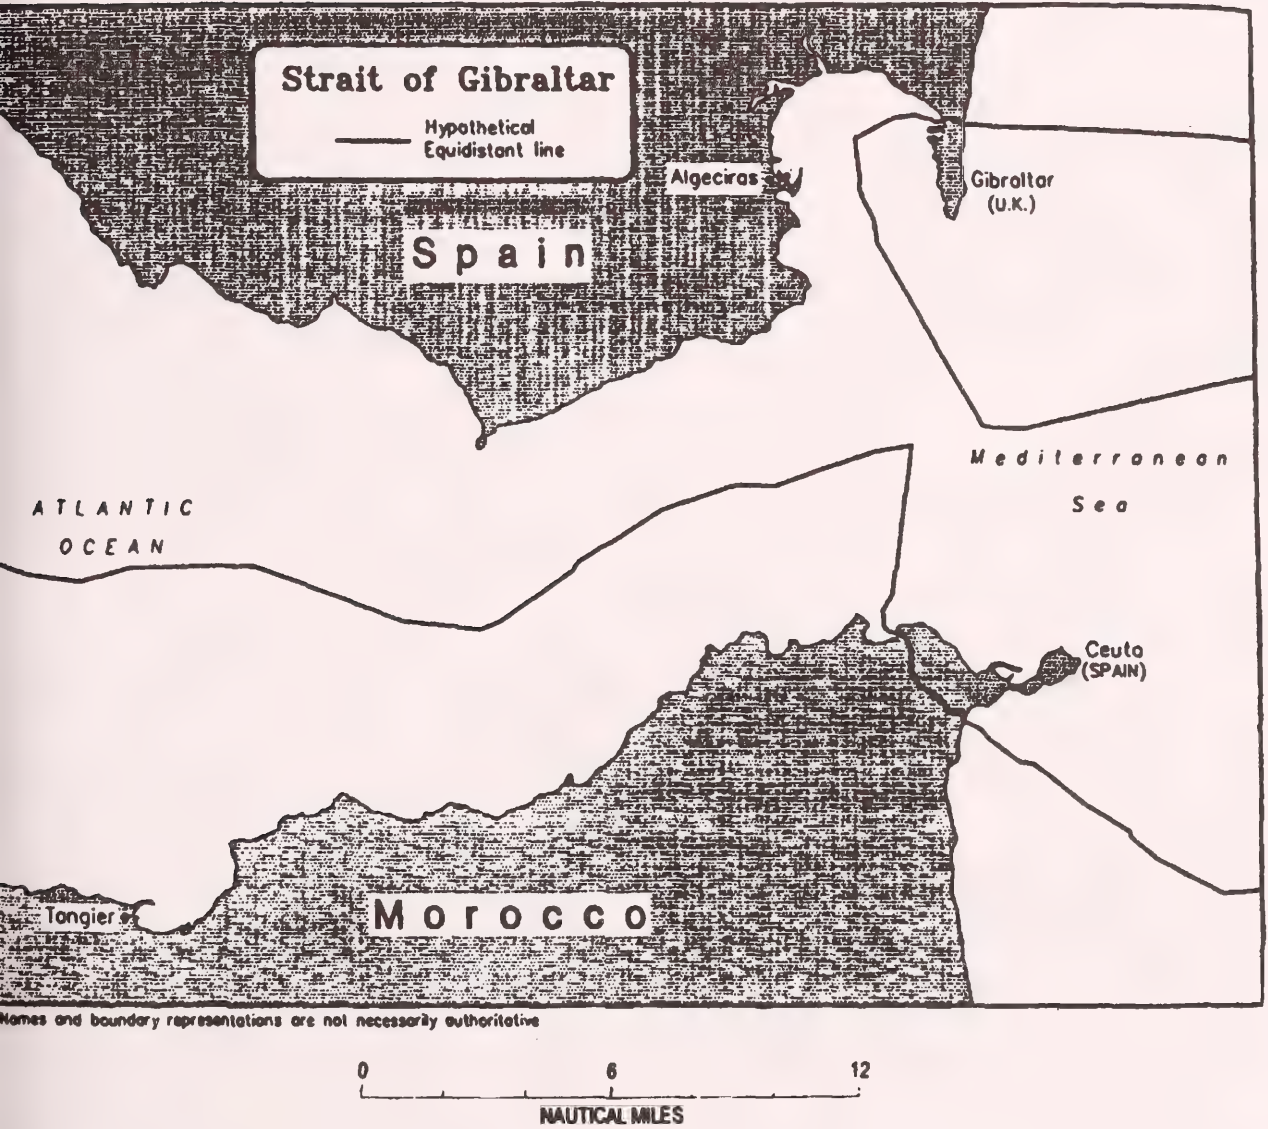 Strait of Gibraltar
Hypothetical
Equidistant line
Algeciras
Gibraltar
(U.K.)
Spain
Mediterranean
Sea
ATLANTIC
OCEAN
Ceuta
(SPAIN)
Tangier
Morocco
Names and boundary representations are not necessarily authoritative
0 6 12
NAUTICAL MILES